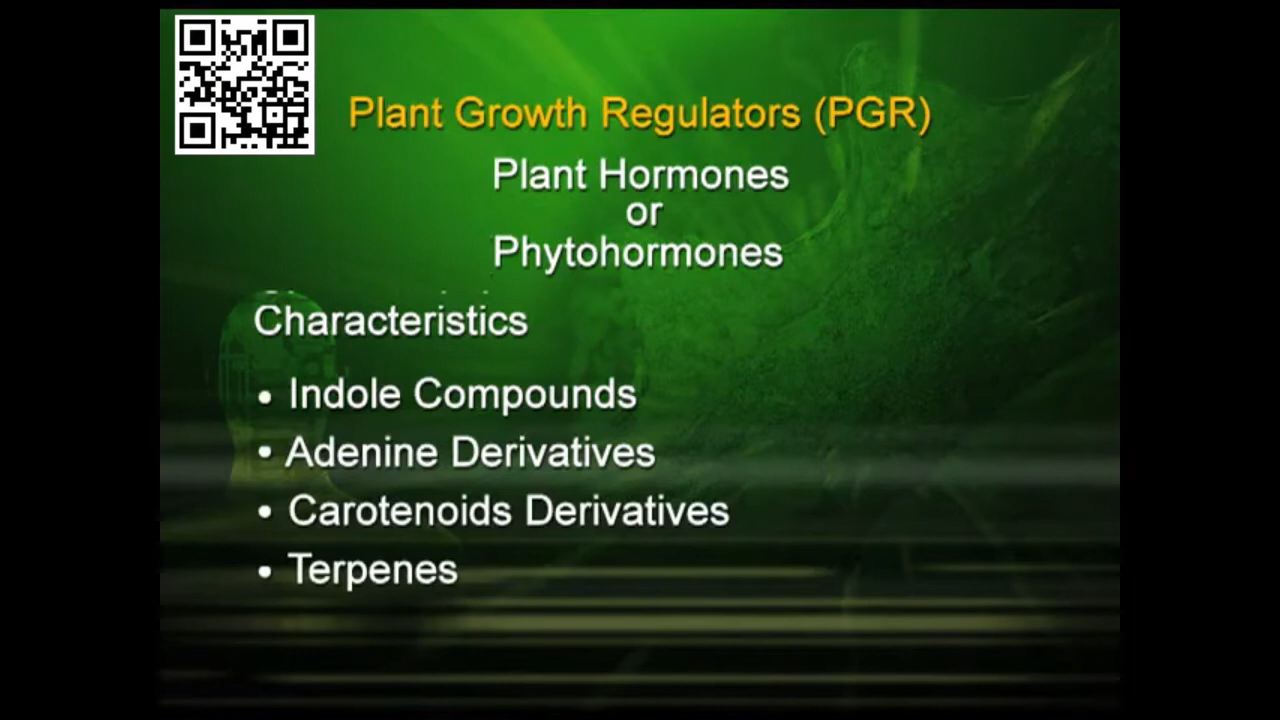 Plant Growth Regulators (PGR)
Plant Hormones
or
Phytohormones
Characteristics
• Indole Compounds
• Adenine Derivatives
• Carotenoids Derivatives
• Terpenes